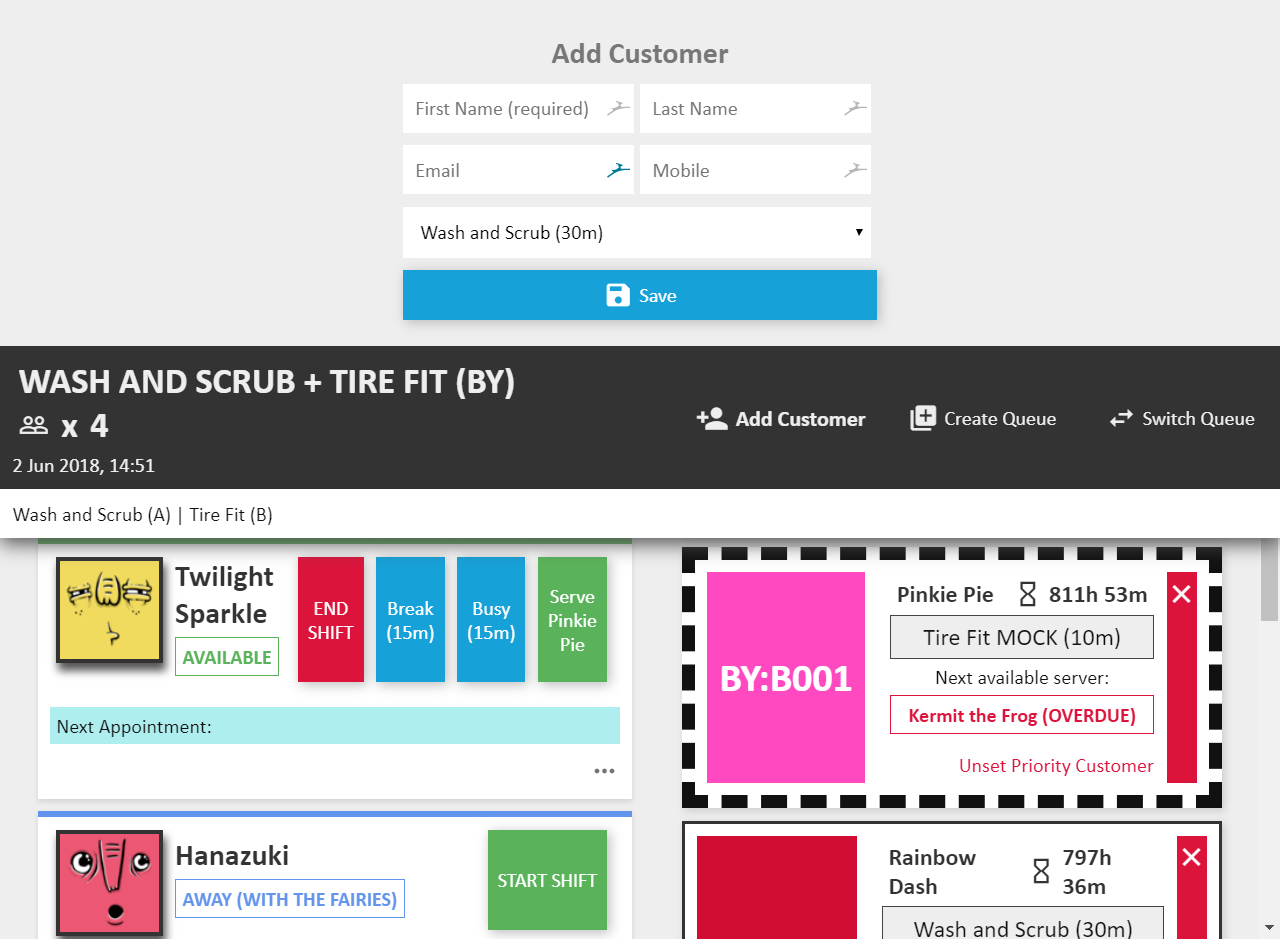 Add Customer
First Name (required)
Last Name
Email
Mobile
Wash and Scrub (30m)
Save
WASH AND SCRUB + TIRE FIT (BY)
x 4
2 Jun 2018, 14:51
Add Customer
Create Queue
Switch Queue
Wash and Scrub (A) | Tire Fit (B)
Twilight
Sparkle
AVAILABLE
END
SHIFT
Break
(15m)
Busy
(15m)
Serve
Pinkie
Pie
Next Appointment:
Hanazuki
AWAY (WITH THE FAIRIES)
START SHIFT
BY:B001
Pinkie Pie
811h 53m
Tire Fit MOCK (10m)
Next available server:
Kermit the Frog (OVERDUE)
Unset Priority Customer
Rainbow
Dash
797h
36m
Wash and Scrub (30m)